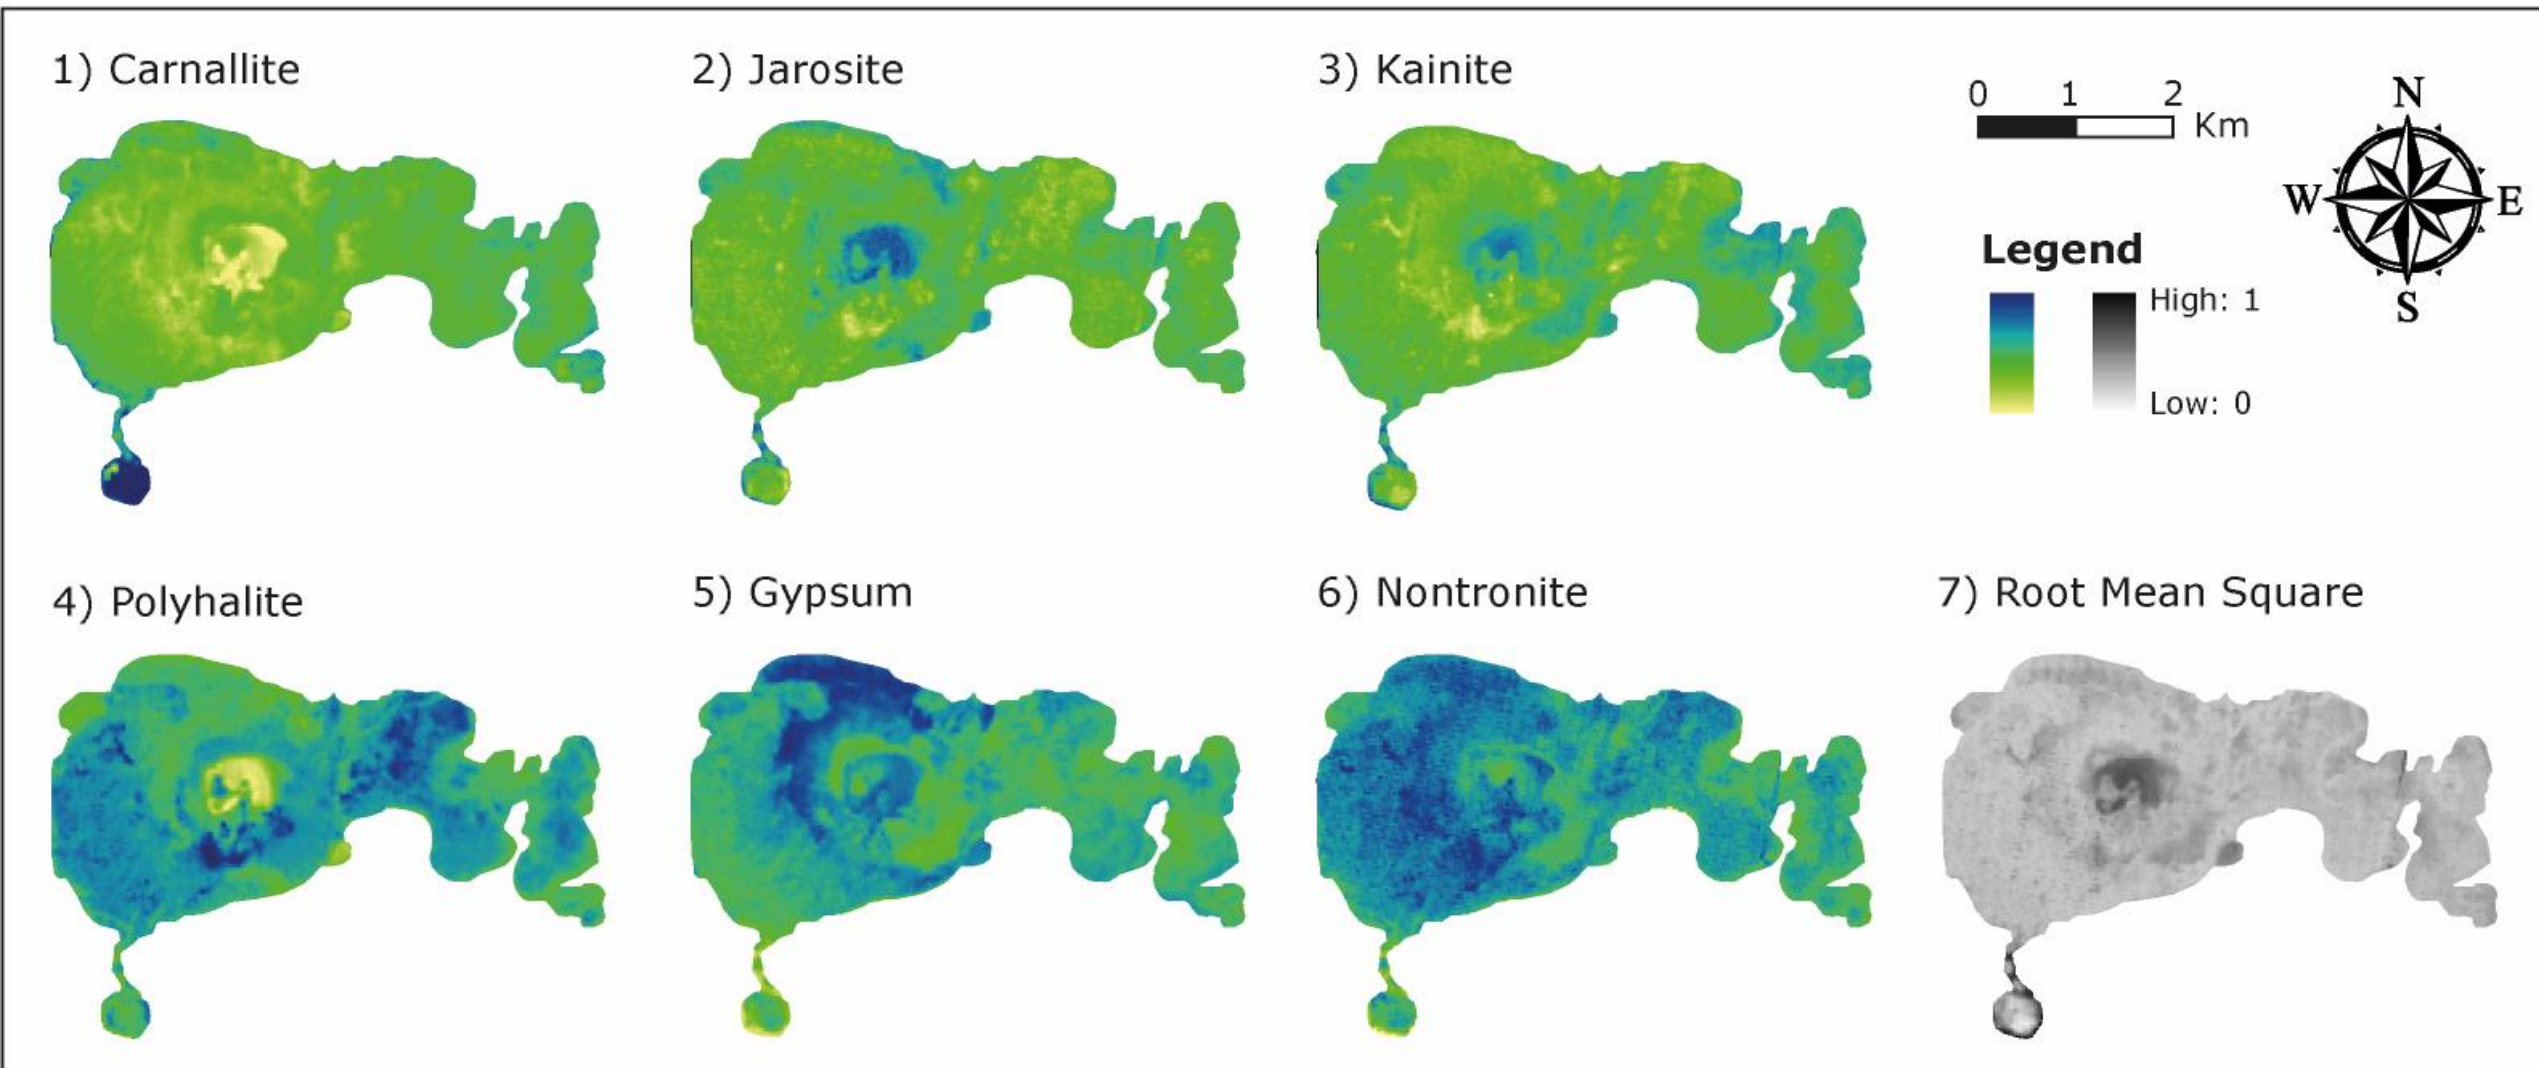 1) Carnallite
2) Jarosite
3) Kainite
0 1 2
Km
N
W
E
S
Legend
High: 1
Low: 0
4) Polyhalite
5) Gypsum
6) Nontronite
7) Root Mean Square